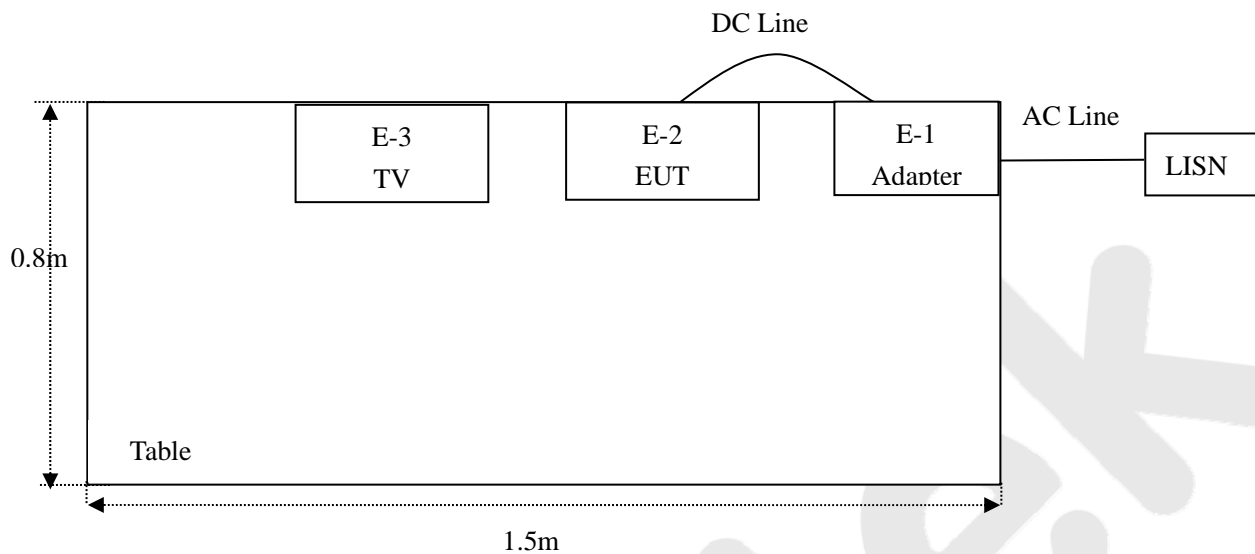 DC Line
E-3
TV
E-2
EUT
E-1
Adapter
AC Line
LISN
0.8m
Table
1.5m